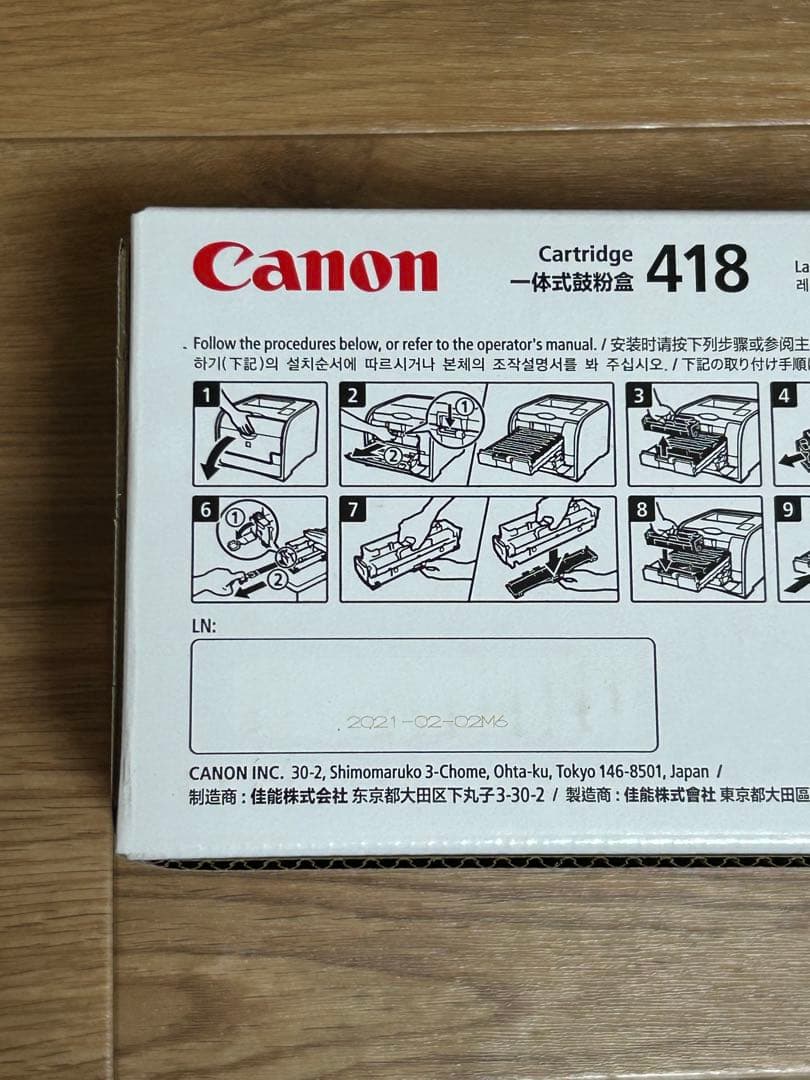 Canon
Cartridge
一体式鼓粉盒 418
La
레
Follow the procedures below, or refer to the operator's manual. / 安装时请按下列步骤或参阅主
하기(下記)의 설치순서에 따르시거나 본체의 조작설명서를 봐 주십시오. / 下記の取り付け手順
1
2
①
②
3
4
6
①
②
7
8
9
LN:
2021-02-02M6
CANON INC. 30-2, Shimomaruko 3-Chome, Ohta-ku, Tokyo 146-8501, Japan /
制造商 : 佳能株式会社 东京都大田区下丸子3-30-2 / 製造商 : 佳能株式會社 東京都大田區